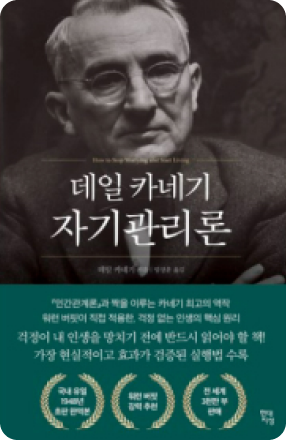 How to Stop Worrying and Start Living
데일 카네기
자기관리론
데일 카네기 지음
『인간관계론』과 짝을 이루는 카네기 최고의 역작
워런 버핏이 직접 적용한, 걱정 없는 인생의 핵심 원리
걱정이 내 인생을 망치기 전에 반드시 읽어야 할 책!
가장 현실적이고 효과가 검증된 실행법 수록
국내 유일
1948년
초판 완역본
워런 버핏
강력 추천
전 세계
3천만 부
판매
현대
지성